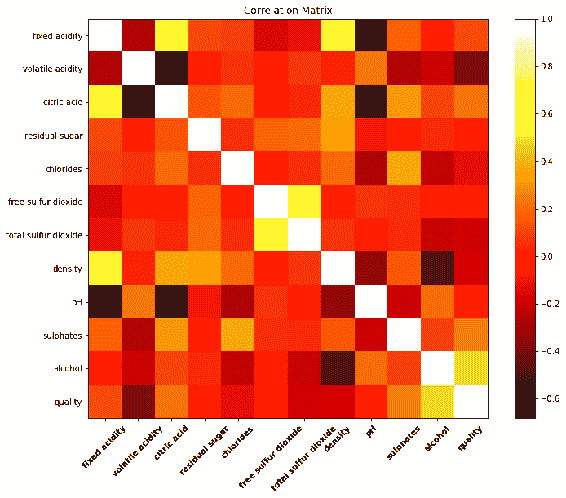 Correlation Matrix
fixed acidity
volatile acidity
citric acid
residual sugar
chlorides
free sulfur dioxide
total sulfur dioxide
density
pH
sulphates
alcohol
quality
fixed acidity
volatile acidity
citric acid
residual sugar
chlorides
free sulfur dioxide
total sulfur dioxide
density
pH
sulphates
alcohol
quality
1.0
0.8
0.6
0.4
0.2
0.0
−0.2
−0.4
−0.6